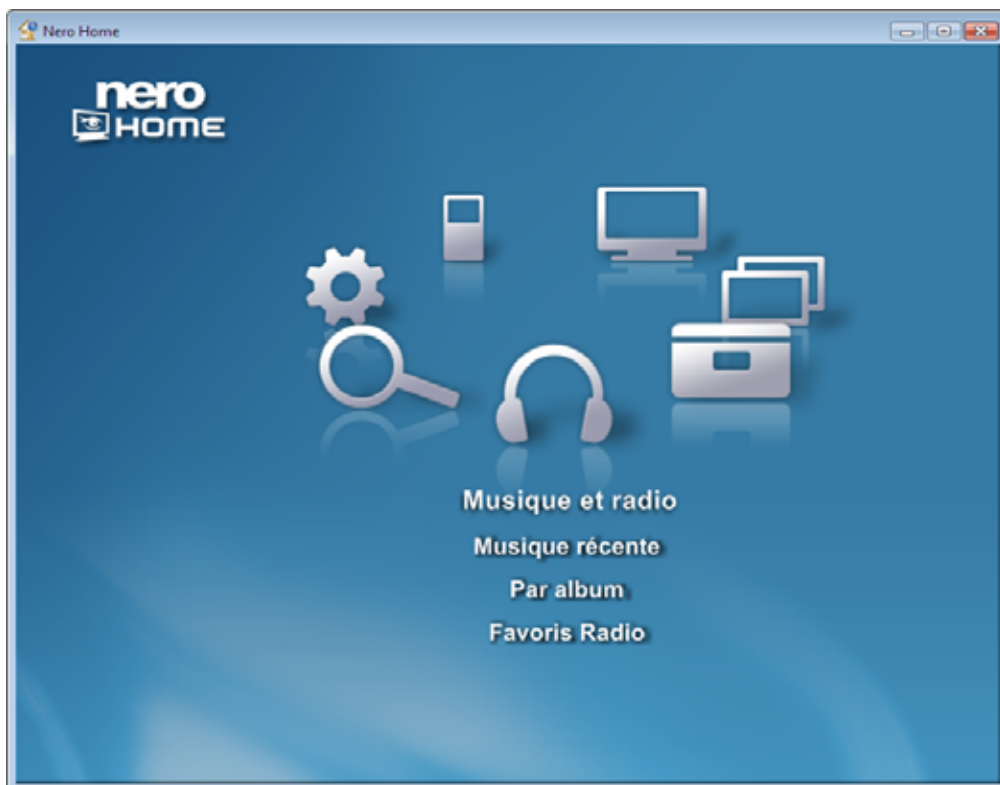 Nero Home
nero
HOME
Musique et radio
Musique récente
Par album
Favoris Radio